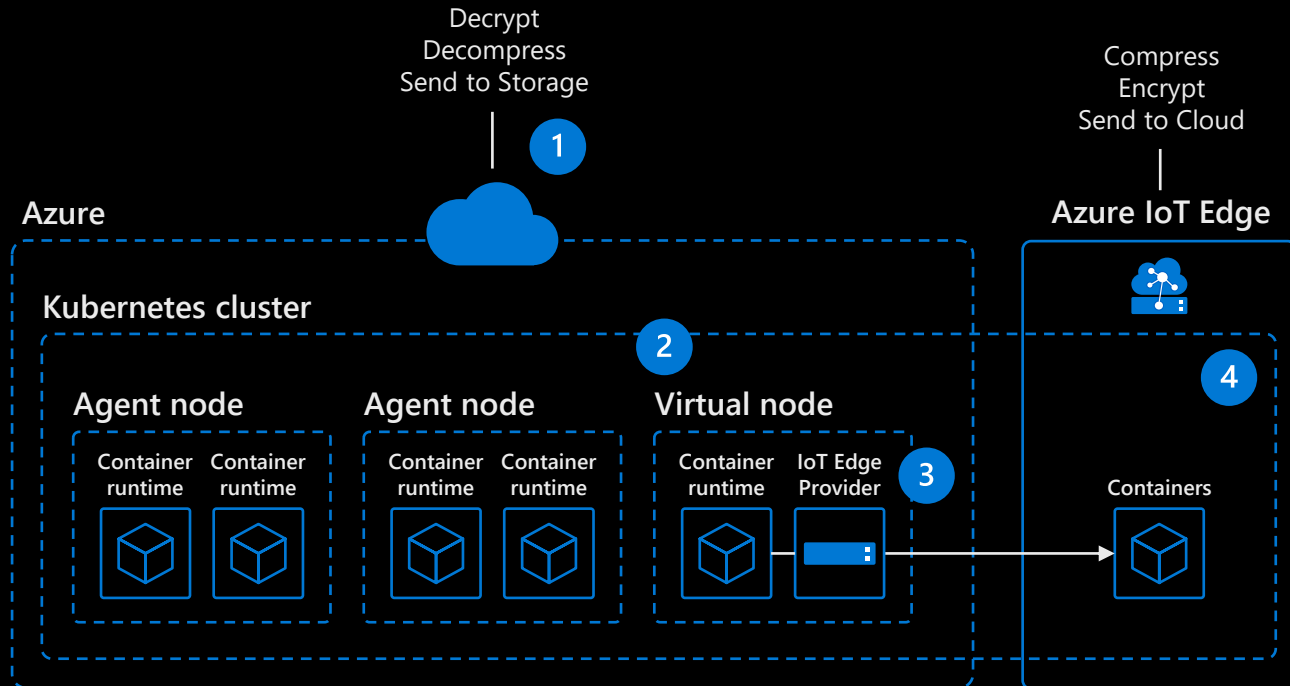 Decrypt
Decompress
Send to Storage
1
Compress
Encrypt
Send to Cloud
Azure
Azure IoT Edge
Kubernetes cluster
2
4
Agent node
Agent node
Virtual node
Container
runtime
Container
runtime
Container
runtime
Container
runtime
Container
runtime
IoT Edge
Provider
3
Containers